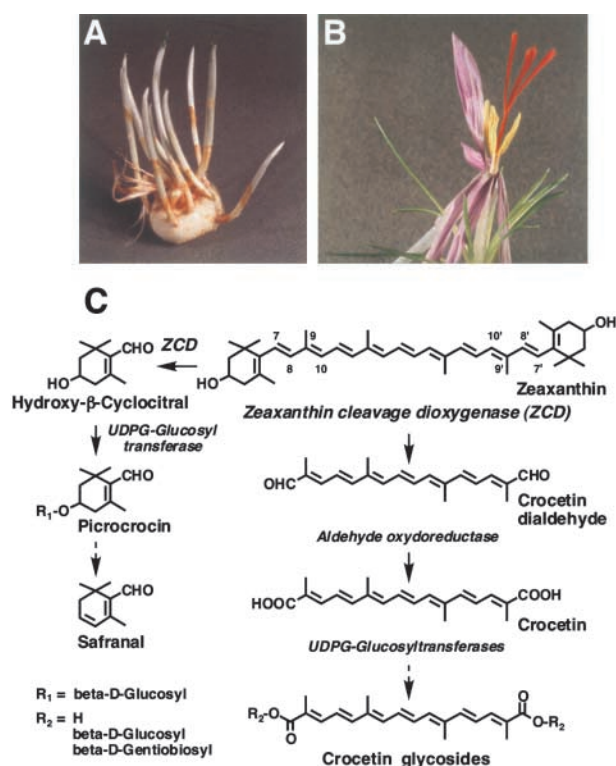 A
B
C
7
9
10'
8'
OH
CHO
ZCD
HO
8
10
HO
9'
7'
Zeaxanthin
Hydroxy-β-Cyclocitral
Zeaxanthin cleavage dioxygenase (ZCD)
UDPG-Glucosyl
transferase
CHO
OHC
CHO
R1-O
Picrocrocin
Crocetin
dialdehyde
Aldehyde oxydoreductase
CHO
HOOC
COOH
Crocetin
Safranal
UDPG-Glucosyltransferases
R1 = beta-D-Glucosyl
R2 = H
beta-D-Glucosyl
beta-D-Gentiobiosyl
R2-O
O
O
O-R2
Crocetin glycosides